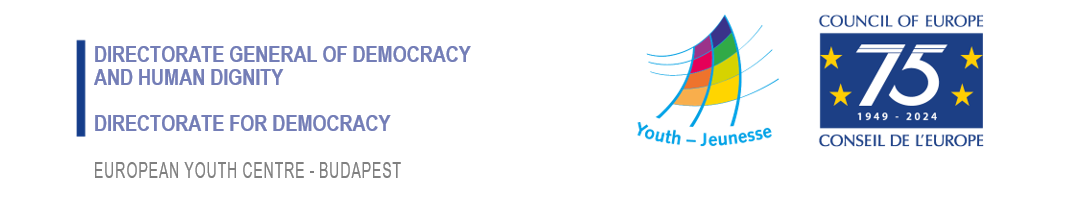 DIRECTORATE GENERAL OF DEMOCRACY
AND HUMAN DIGNITY
DIRECTORATE FOR DEMOCRACY
EUROPEAN YOUTH CENTRE - BUDAPEST
Youth – Jeunesse
COUNCIL OF EUROPE
75
1949 - 2024
CONSEIL DE L'EUROPE